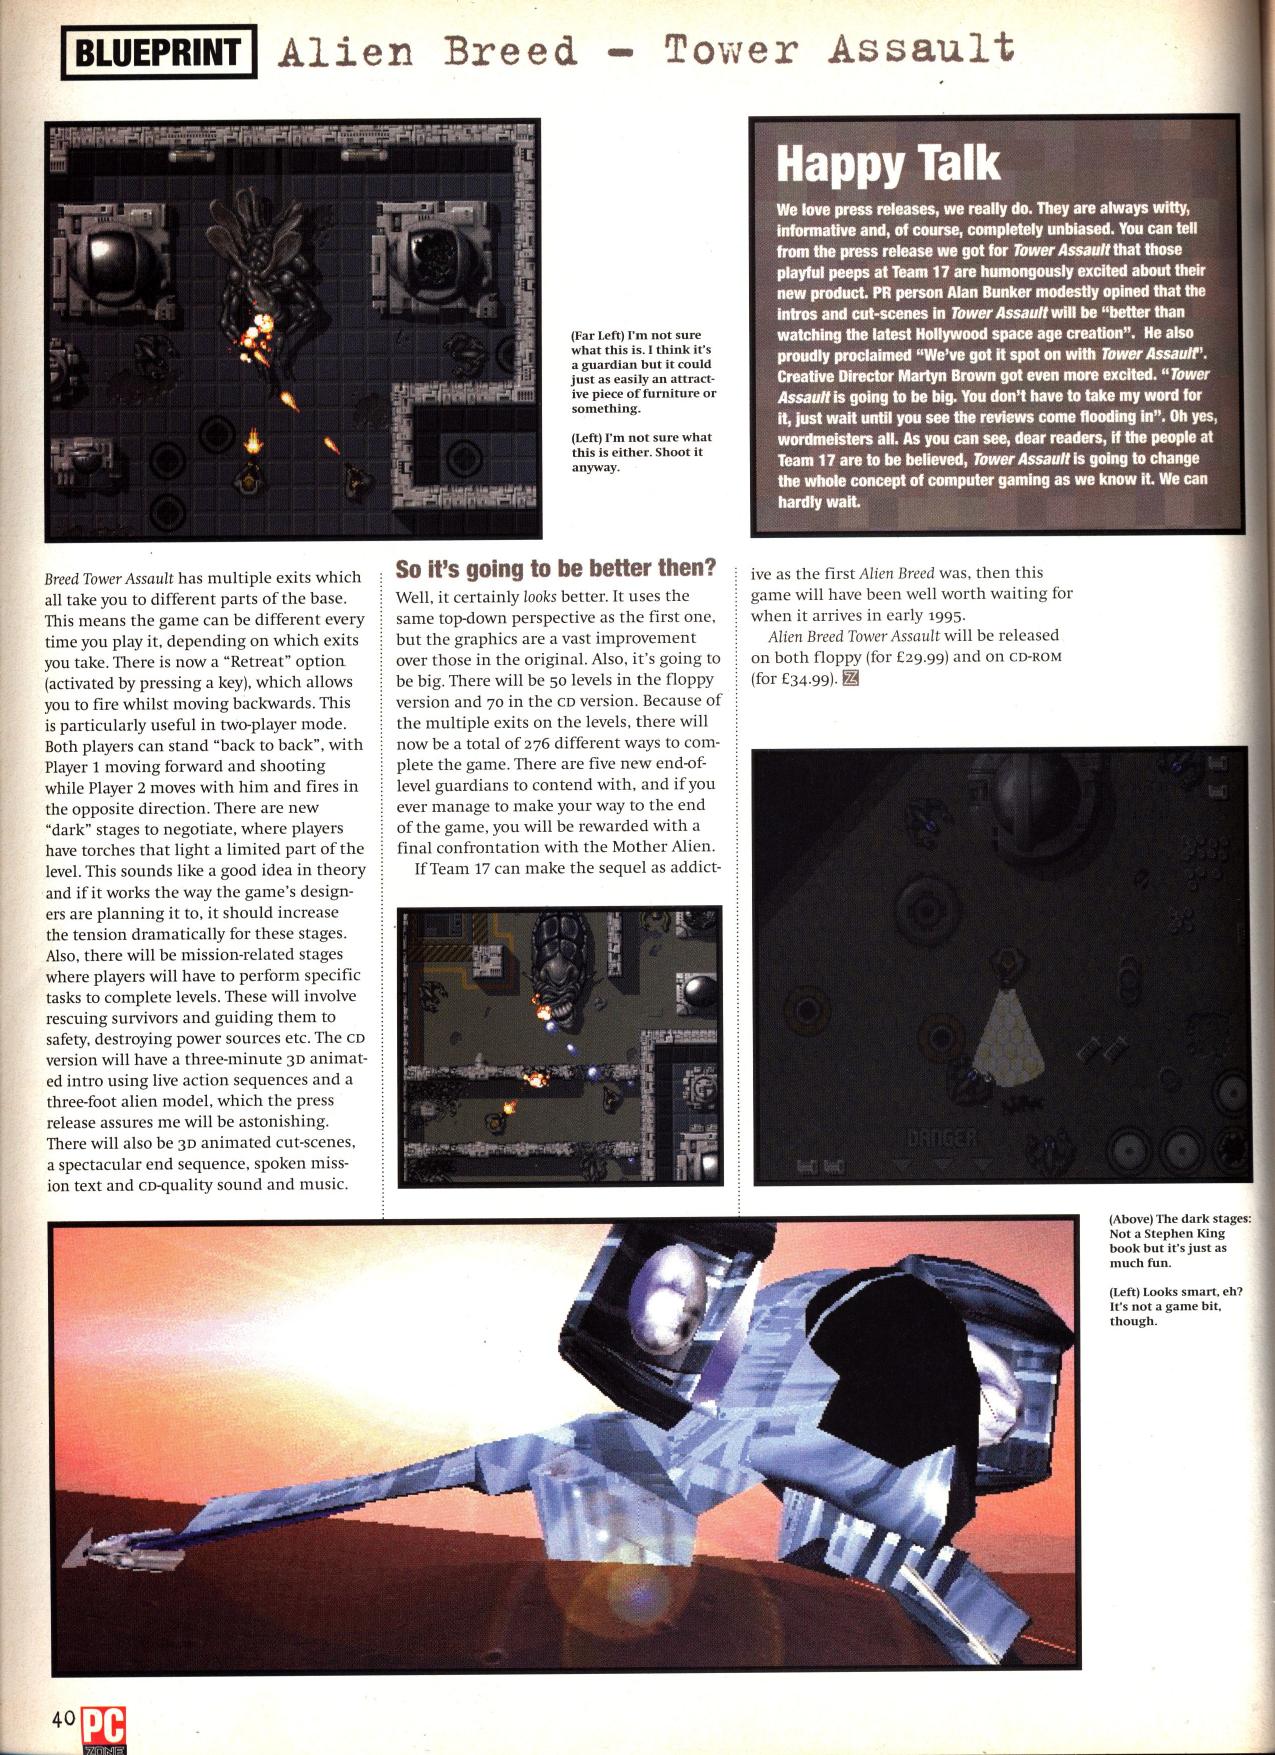 BLUEPRINT Alien Breed – Tower Assault
(Far Left) I'm not sure
what this is. I think it's
a guardian but it could
just as easily an attract-
ive piece of furniture or
something.
(Left) I'm not sure what
this is either. Shoot it
anyway.
Happy Talk
We love press releases, we really do. They are always witty,
informative and, of course, completely unbiased. You can tell
from the press release we got for Tower Assault that those
playful peeps at Team 17 are humongously excited about their
new product. PR person Alan Bunker modestly opined that the
intros and cut-scenes in Tower Assault will be “better than
watching the latest Hollywood space age creation”. He also
proudly proclaimed “We've got it spot on with Tower Assault”.
Creative Director Martyn Brown got even more excited. “Tower
Assault is going to be big. You don't have to take my word for
it, just wait until you see the reviews come flooding in”. Oh yes,
wordmeisters all. As you can see, dear readers, if the people at
Team 17 are to be believed, Tower Assault is going to change
the whole concept of computer gaming as we know it. We can
hardly wait.
Breed Tower Assault has multiple exits which
all take you to different parts of the base.
This means the game can be different every
time you play it, depending on which exits
you take. There is now a “Retreat” option
(activated by pressing a key), which allows
you to fire whilst moving backwards. This
is particularly useful in two-player mode.
Both players can stand “back to back”, with
Player 1 moving forward and shooting
while Player 2 moves with him and fires in
the opposite direction. There are new
“dark” stages to negotiate, where players
have torches that light a limited part of the
level. This sounds like a good idea in theory
and if it works the way the game's design-
ers are planning it to, it should increase
the tension dramatically for these stages.
Also, there will be mission-related stages
where players will have to perform specific
tasks to complete levels. These will involve
rescuing survivors and guiding them to
safety, destroying power sources etc. The CD
version will have a three-minute 3D animat-
ed intro using live action sequences and a
three-foot alien model, which the press
release assures me will be astonishing.
There will also be 3D animated cut-scenes,
a spectacular end sequence, spoken miss-
ion text and CD-quality sound and music.
So it's going to be better then?
Well, it certainly looks better. It uses the
same top-down perspective as the first one,
but the graphics are a vast improvement
over those in the original. Also, it's going to
be big. There will be 50 levels in the floppy
version and 70 in the CD version. Because of
the multiple exits on the levels, there will
now be a total of 276 different ways to com-
plete the game. There are five new end-of-
level guardians to contend with, and if you
ever manage to make your way to the end
of the game, you will be rewarded with a
final confrontation with the Mother Alien.
If Team 17 can make the sequel as addict-
ive as the first Alien Breed was, then this
game will have been well worth waiting for
when it arrives in early 1995.
Alien Breed Tower Assault will be released
on both floppy (for £29.99) and on CD-ROM
(for £34.99). Z
DANGER
(Above) The dark stages:
Not a Stephen King
book but it's just as
much fun.
(Left) Looks smart, eh?
It's not a game bit,
though.
40 PC
ZONE